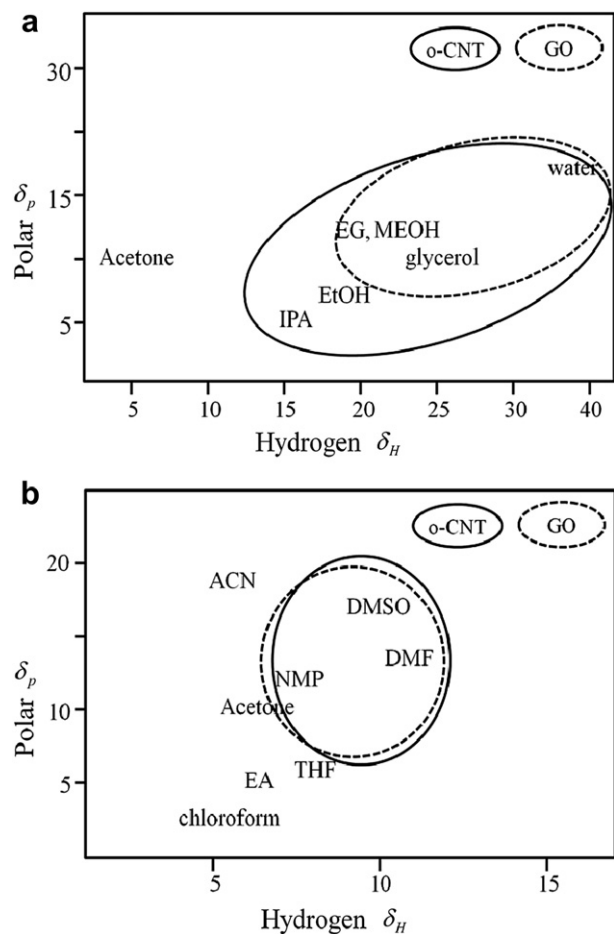 a
o-CNT GO
30
water
15
EG, MEOH
Acetone glycerol
EtOH
5 IPA
Polar δp
5 10 15 20 25 30 40
Hydrogen δH
b
o-CNT GO
20
ACN
DMSO
DMF
NMP
10 Acetone
THF
5 EA
chloroform
Polar δp
5 10 15
Hydrogen δH